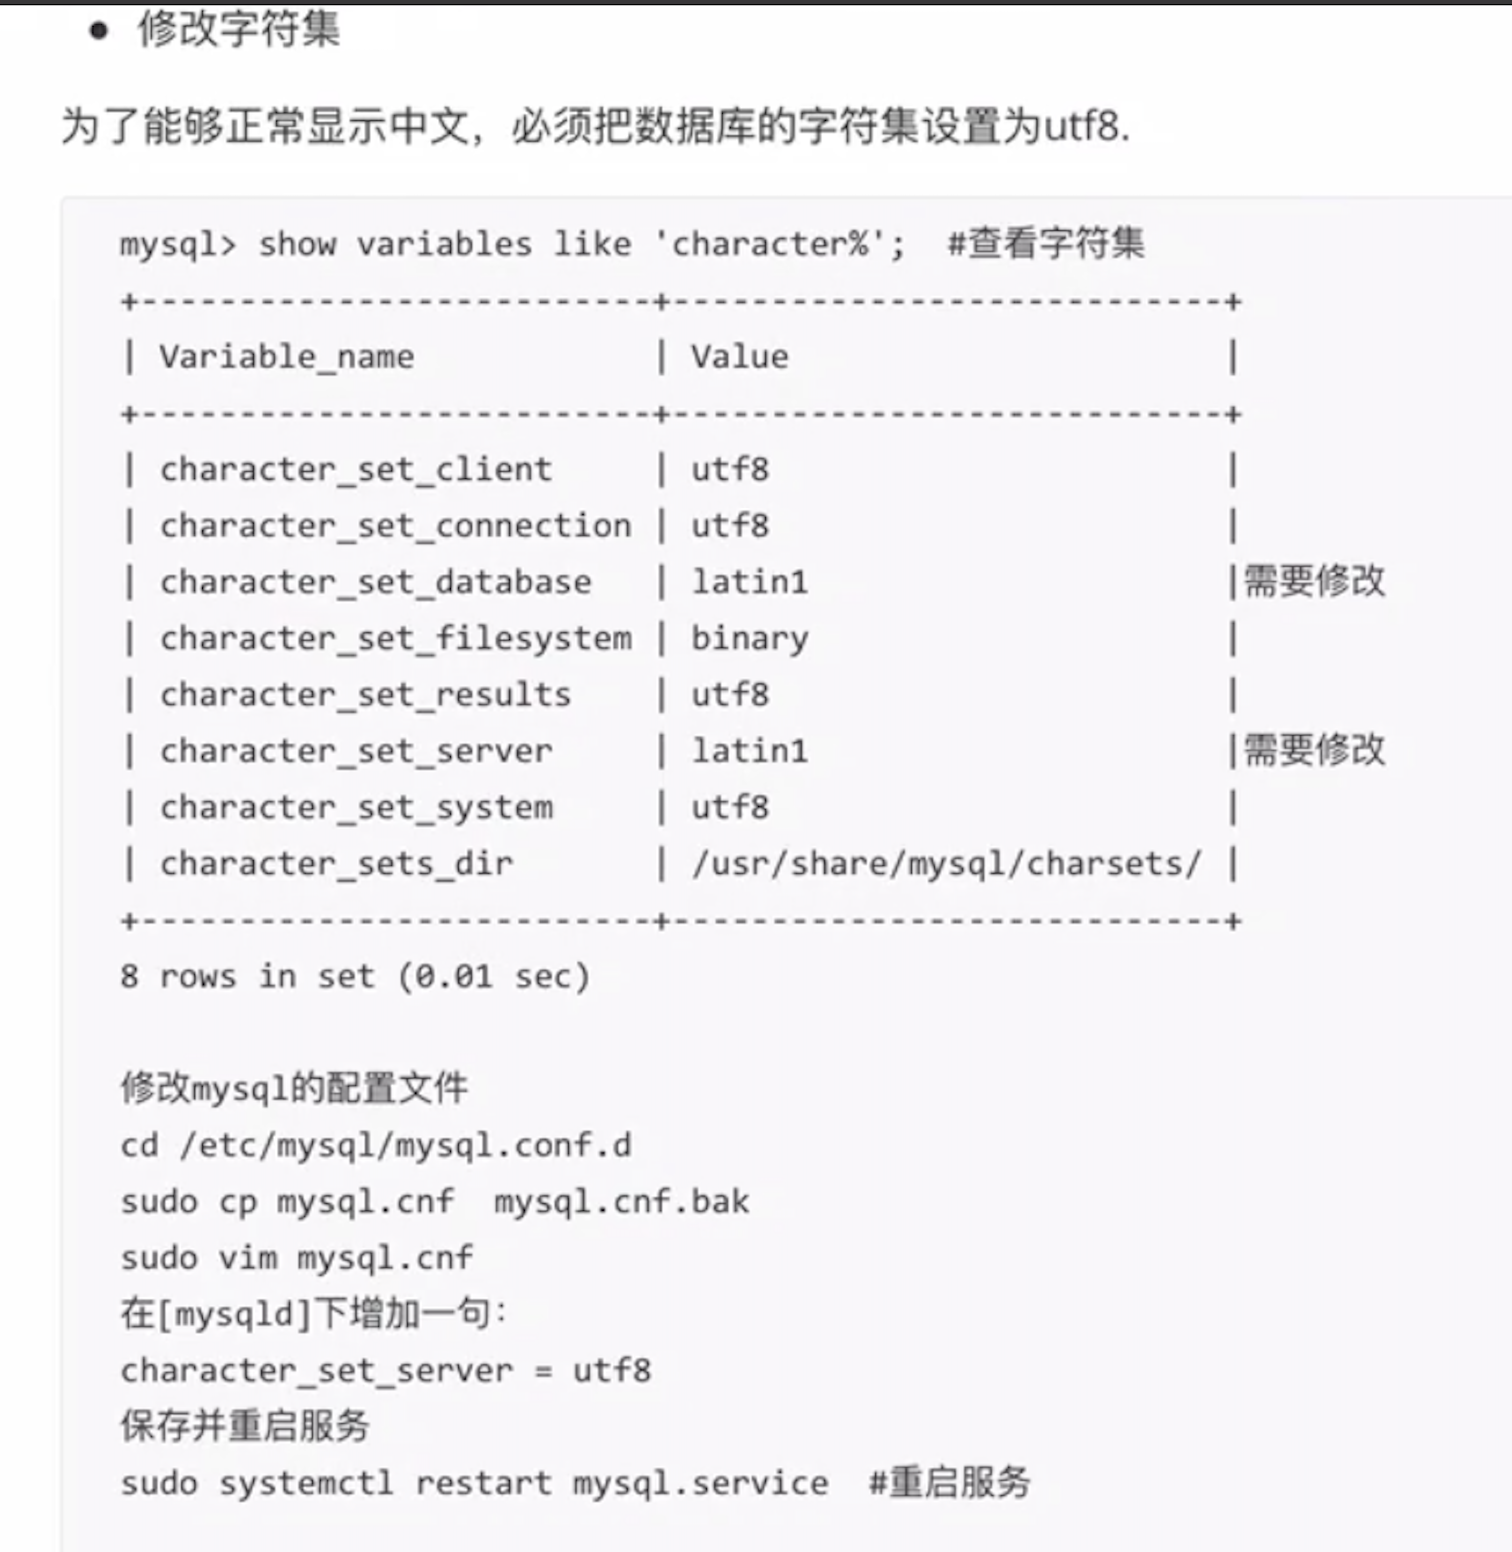 • 修改字符集
为了能够正常显示中文，必须把数据库的字符集设置为utf8.
mysql> show variables like 'character%';  #查看字符集
+--------------------------+----------------------------+
| Variable_name            | Value                      |
+--------------------------+----------------------------+
| character_set_client     | utf8                       |
| character_set_connection | utf8                       |
| character_set_database   | latin1                     |需要修改
| character_set_filesystem | binary                     |
| character_set_results    | utf8                       |
| character_set_server     | latin1                     |需要修改
| character_set_system     | utf8                       |
| character_sets_dir       | /usr/share/mysql/charsets/ |
+--------------------------+----------------------------+
8 rows in set (0.01 sec)
修改mysql的配置文件
cd /etc/mysql/mysql.conf.d
sudo cp mysql.cnf  mysql.cnf.bak
sudo vim mysql.cnf
在[mysqld]下增加一句：
character_set_server = utf8
保存并重启服务
sudo systemctl restart mysql.service  #重启服务